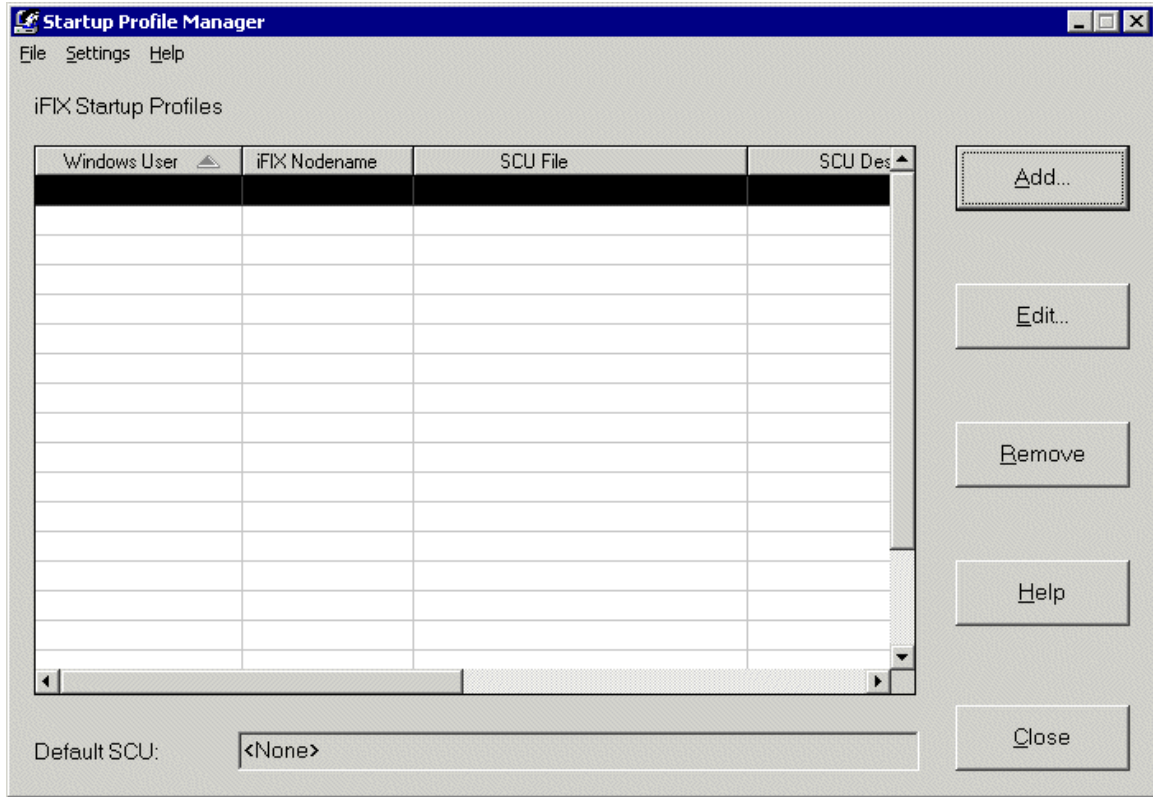 Startup Profile Manager
File Settings Help
iFIX Startup Profiles
Windows User iFIX Nodename SCU File SCU Des
Add...
Edit...
Remove
Help
Close
Default SCU: <None>